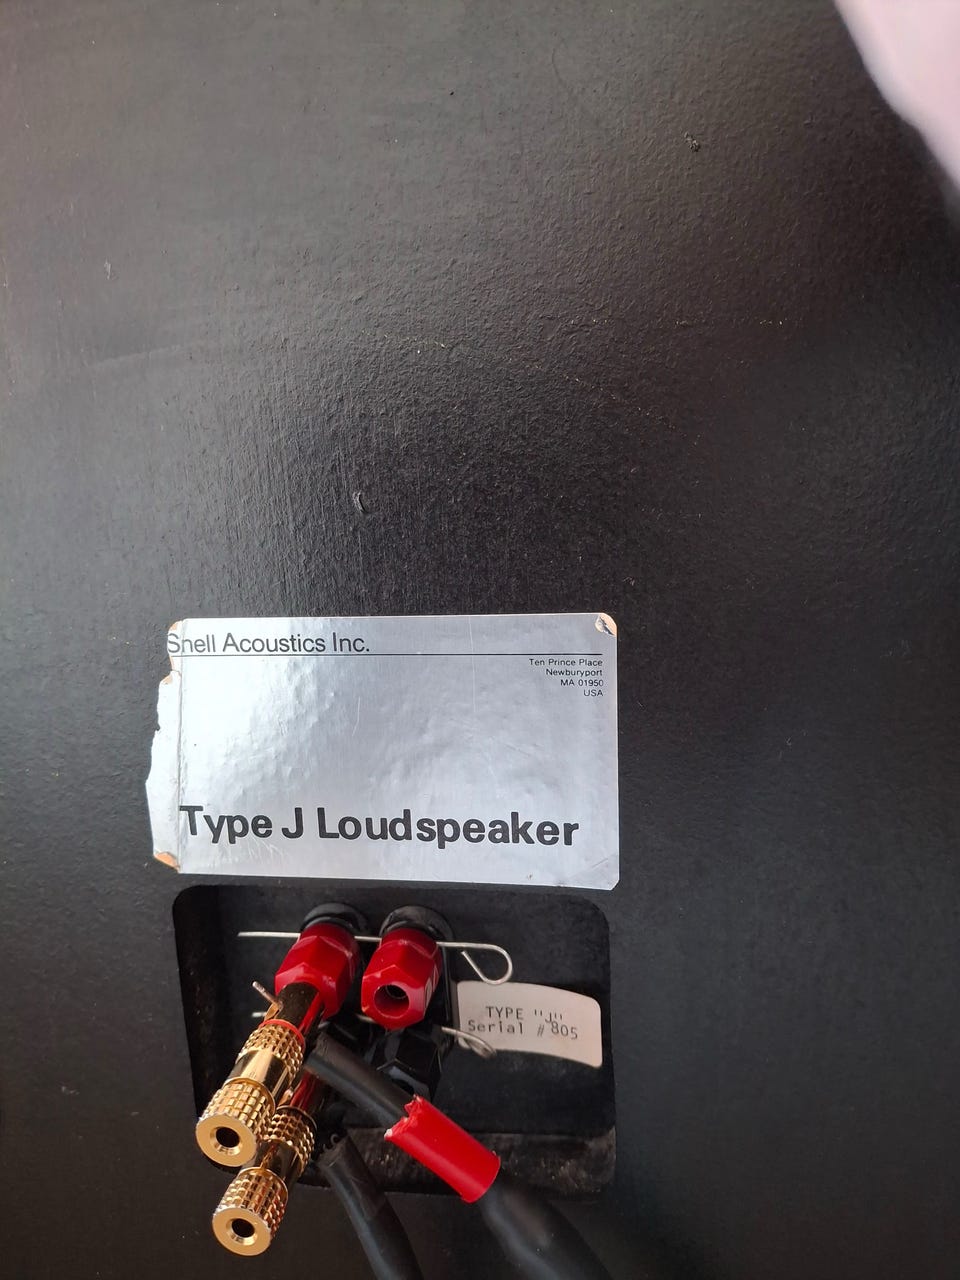 Snell Acoustics Inc.
Ten Prince Place
Newburyport
MA 01950
USA
Type J Loudspeaker
TYPE "J"
Serial # 805